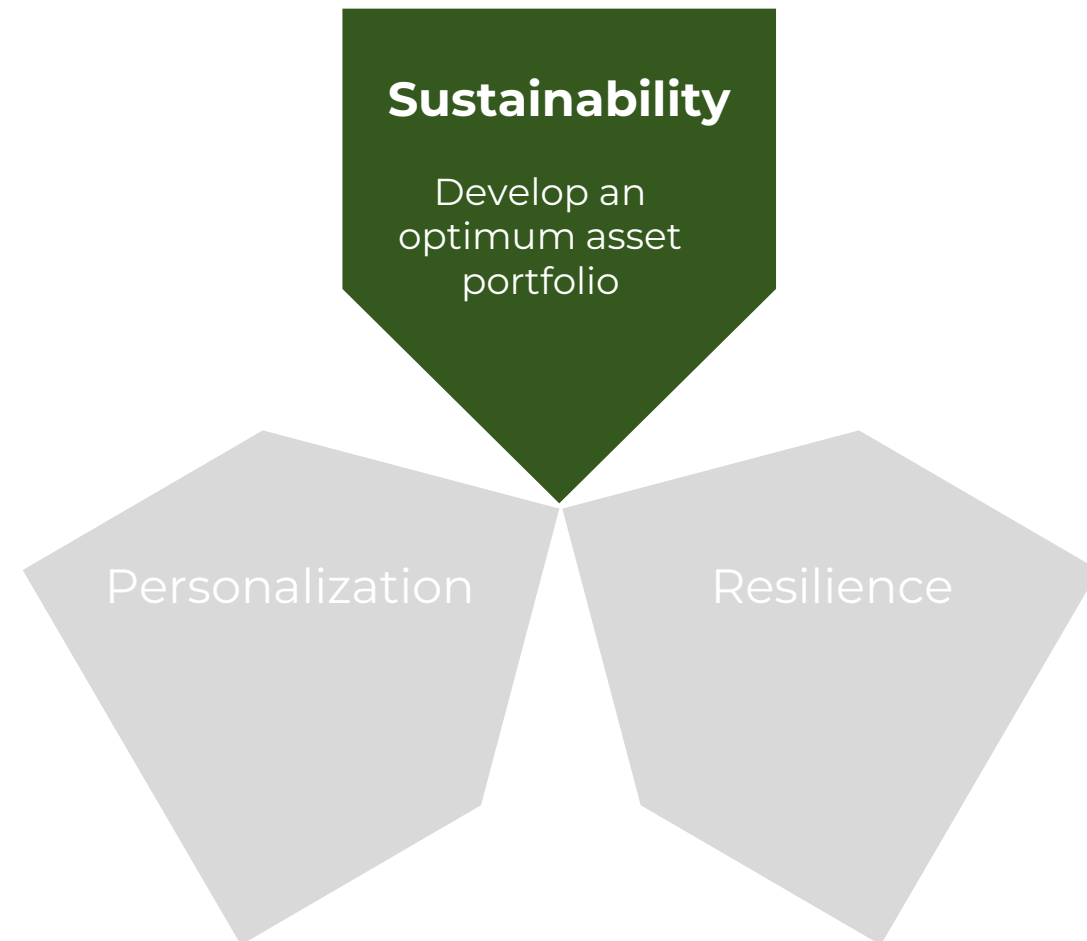 Sustainability
Develop an
optimum asset
portfolio
Personalization
Resilience